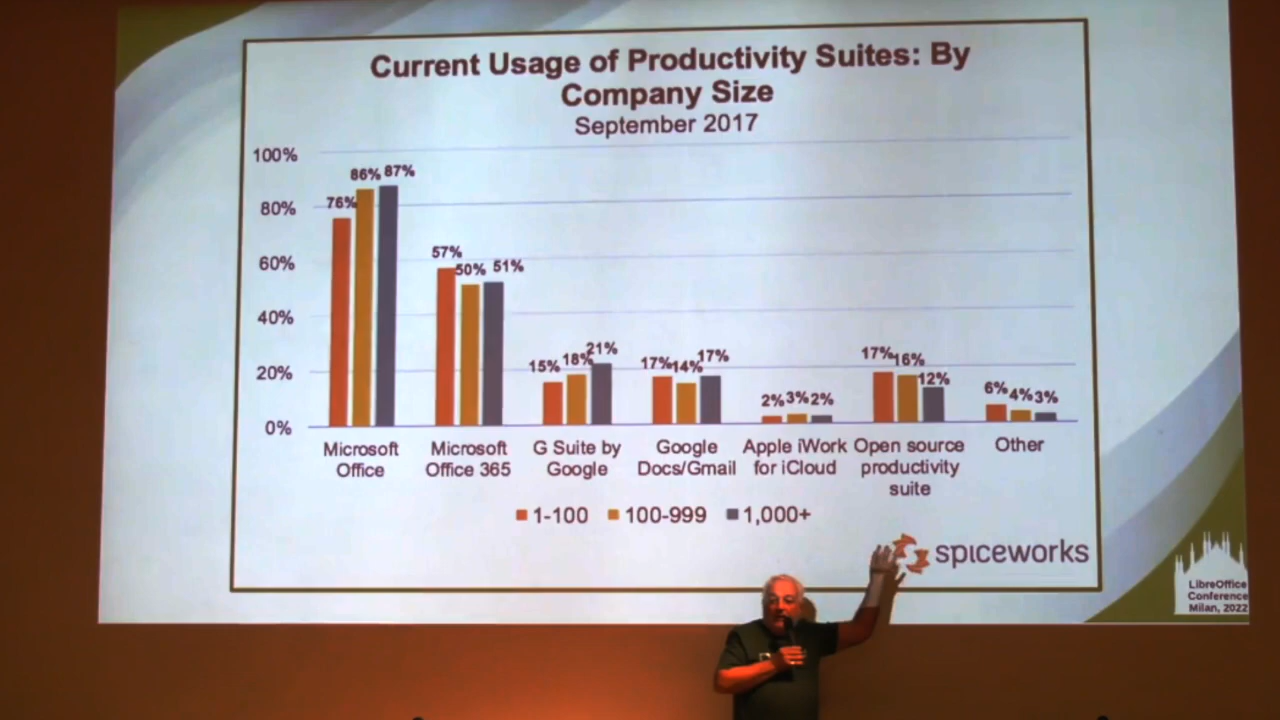 Current Usage of Productivity Suites: By
Company Size
September 2017
100%
80%
60%
40%
20%
0%
76% 86% 87%
57% 50% 51%
15% 18% 21%
17% 14% 17%
2% 3% 2%
17% 16% 12%
6% 4% 3%
Microsoft
Office
Microsoft
Office 365
G Suite by
Google
Google
Docs/Gmail
Apple iWork
for iCloud
Open source
productivity
suite
Other
1-100 100-999 1,000+
spiceworks
LibreOffice
Conference
Milan, 2022